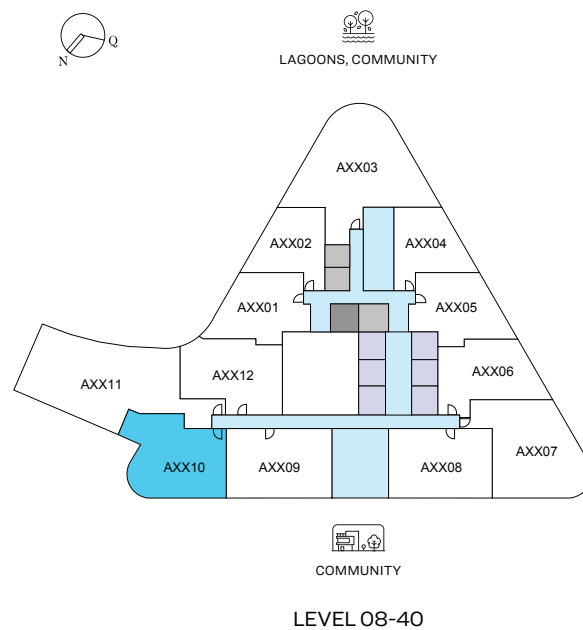 N
Q
LAGOONS, COMMUNITY
AXX03
AXX02
AXX04
AXX01
AXX05
AXX11
AXX12
AXX06
AXX10
AXX09
AXX08
AXX07
COMMUNITY
LEVEL 08-40